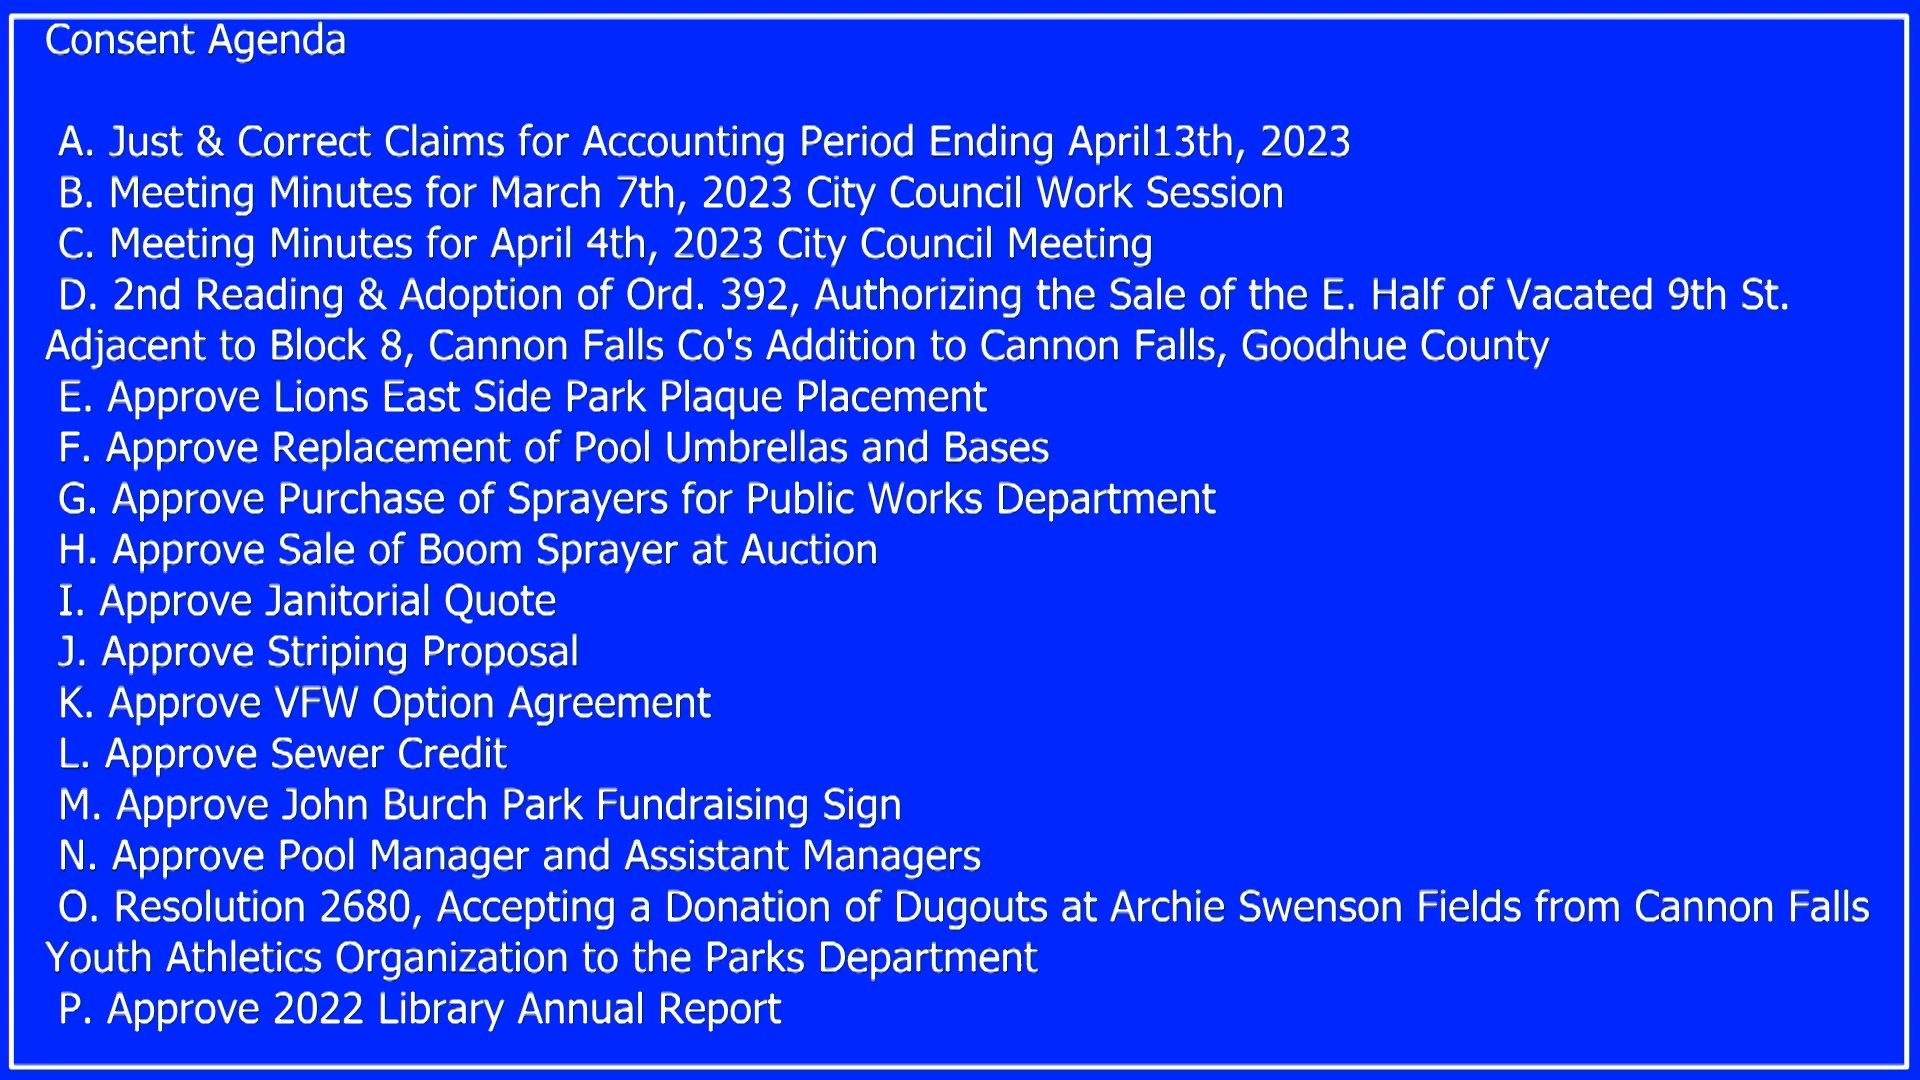 Consent Agenda
A. Just & Correct Claims for Accounting Period Ending April13th, 2023
B. Meeting Minutes for March 7th, 2023 City Council Work Session
C. Meeting Minutes for April 4th, 2023 City Council Meeting
D. 2nd Reading & Adoption of Ord. 392, Authorizing the Sale of the E. Half of Vacated 9th St.
Adjacent to Block 8, Cannon Falls Co's Addition to Cannon Falls, Goodhue County
E. Approve Lions East Side Park Plaque Placement
F. Approve Replacement of Pool Umbrellas and Bases
G. Approve Purchase of Sprayers for Public Works Department
H. Approve Sale of Boom Sprayer at Auction
I. Approve Janitorial Quote
J. Approve Striping Proposal
K. Approve VFW Option Agreement
L. Approve Sewer Credit
M. Approve John Burch Park Fundraising Sign
N. Approve Pool Manager and Assistant Managers
O. Resolution 2680, Accepting a Donation of Dugouts at Archie Swenson Fields from Cannon Falls
Youth Athletics Organization to the Parks Department
P. Approve 2022 Library Annual Report